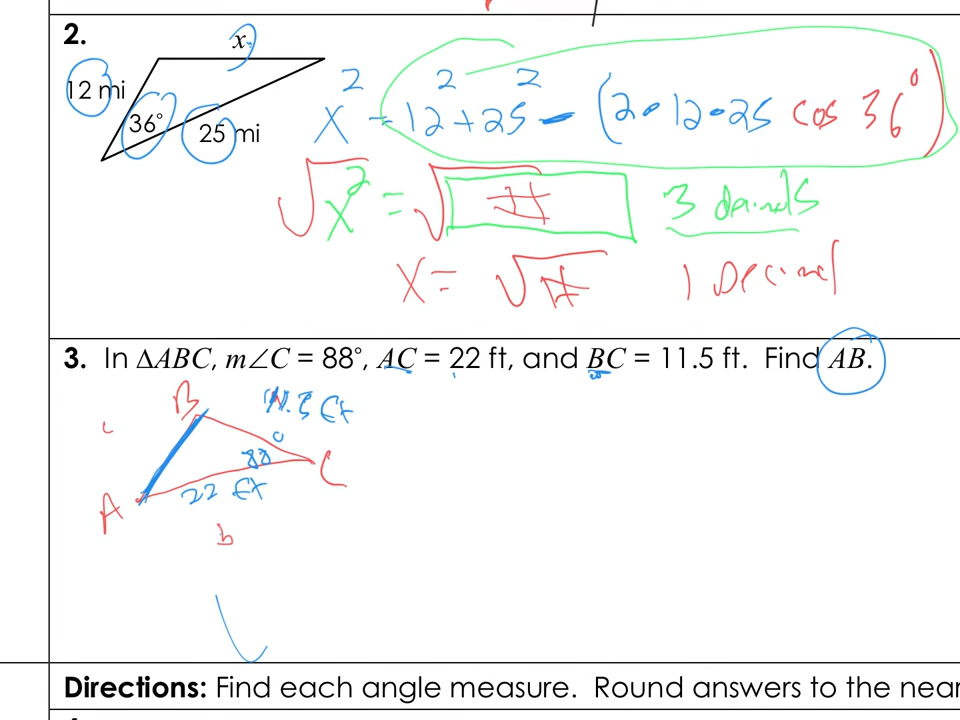 2.
x
12 mi
36°
25 mi
x² = 12² + 25² - (2 • 12 • 25 cos 36°)
√x² = √# 3 decimals
x = √# 1 Decimal
3. In ΔABC, m∠C = 88°, AC = 22 ft, and BC = 11.5 ft. Find AB.
B
11.5 ft
c
88°
C
22 ft
A
b
Directions: Find each angle measure. Round answers to the near